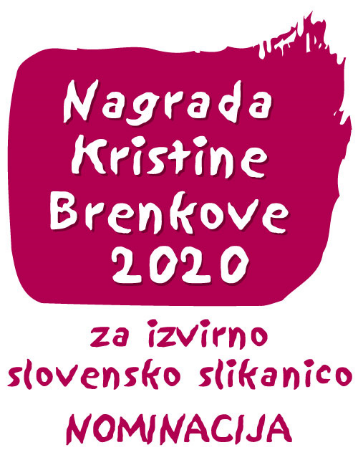 Nagrada
Kristine
Brenkove
2020
za izvirno
slovensko slikanico
NOMINACIJA